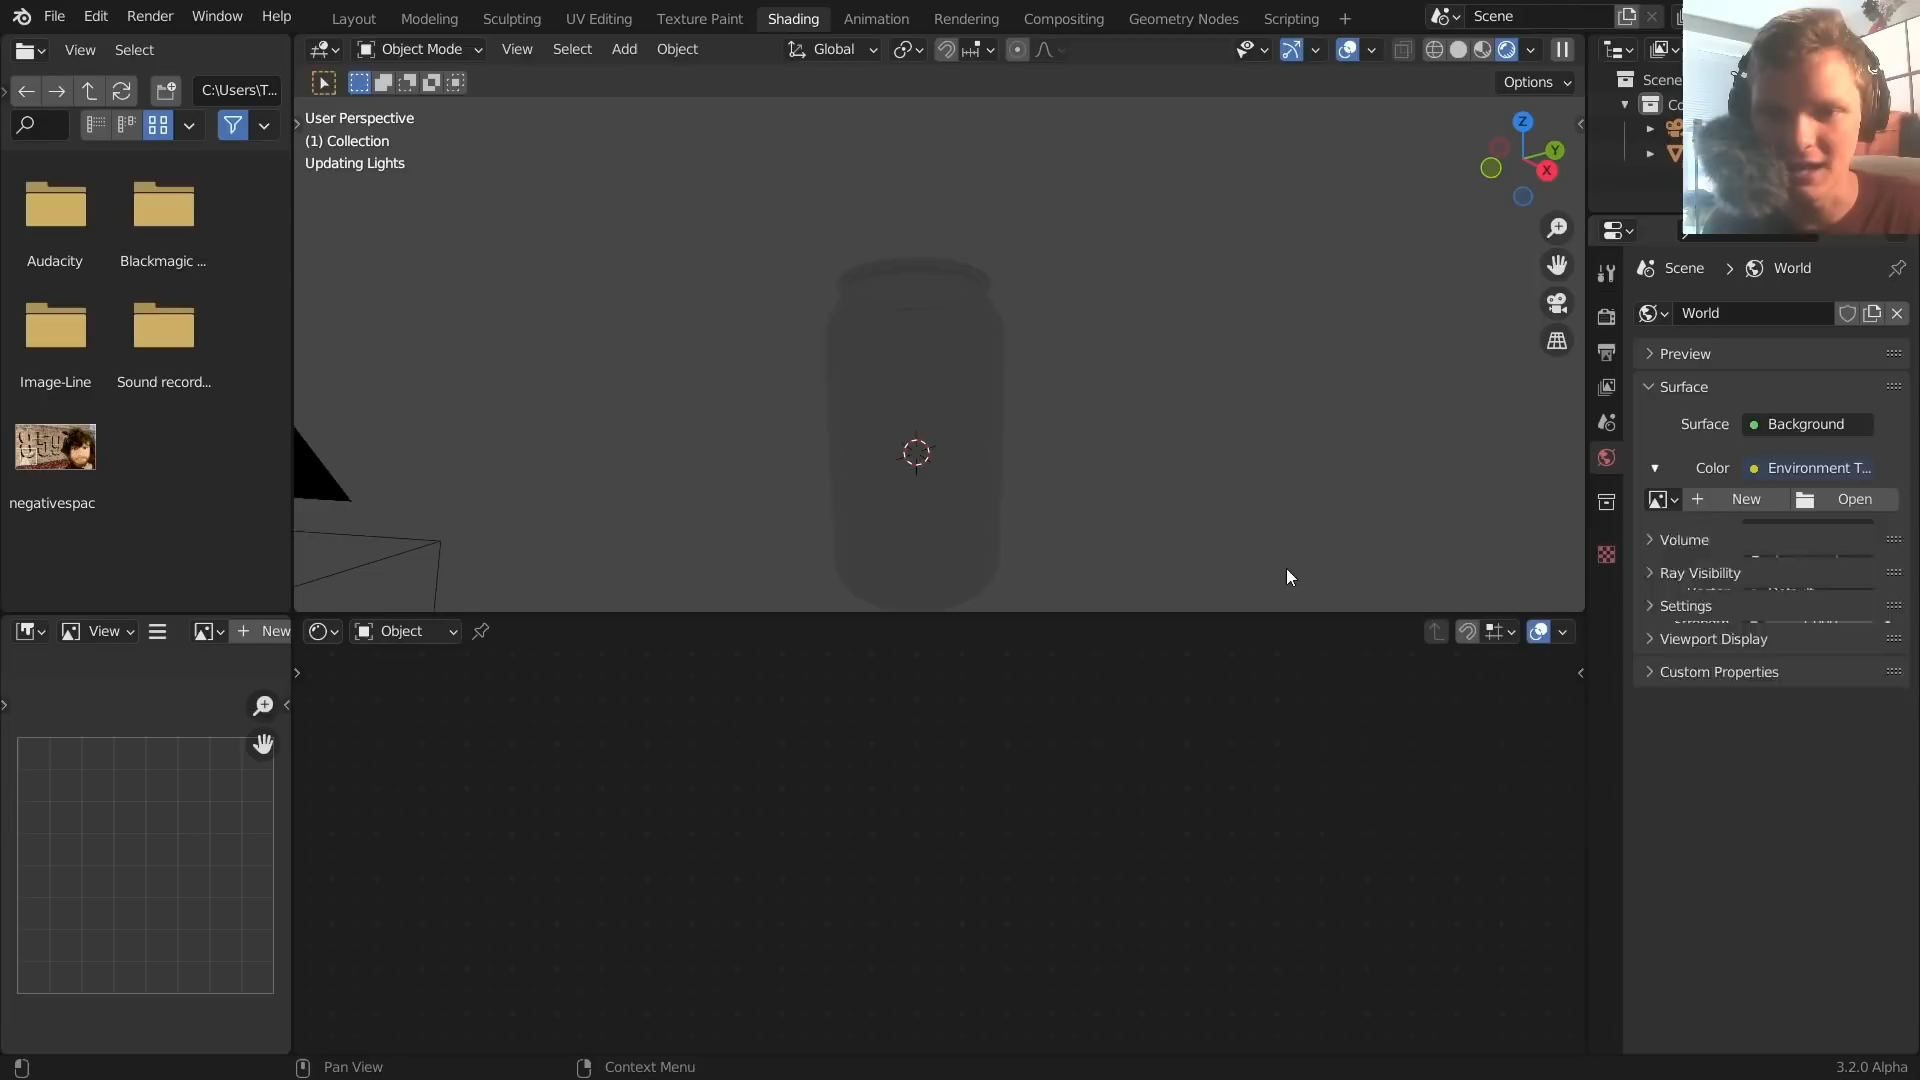 File Edit Render Window Help
Layout Modeling Sculpting UV Editing Texture Paint Shading Animation Rendering Compositing Geometry Nodes Scripting
Scene
View Select
Object Mode View Select Add Object
Global
C:\Users\T...
Options
User Perspective
(1) Collection
Updating Lights
Z
Y
X
Scene
Audacity
Blackmagic ...
Image-Line
Sound record...
negativespac
Scene > World
World
Preview
Surface
Surface Background
Color Environment T...
New Open
Volume
Ray Visibility
Settings
Viewport Display
Custom Properties
View
New
Object
Pan View
Context Menu
3.2.0 Alpha